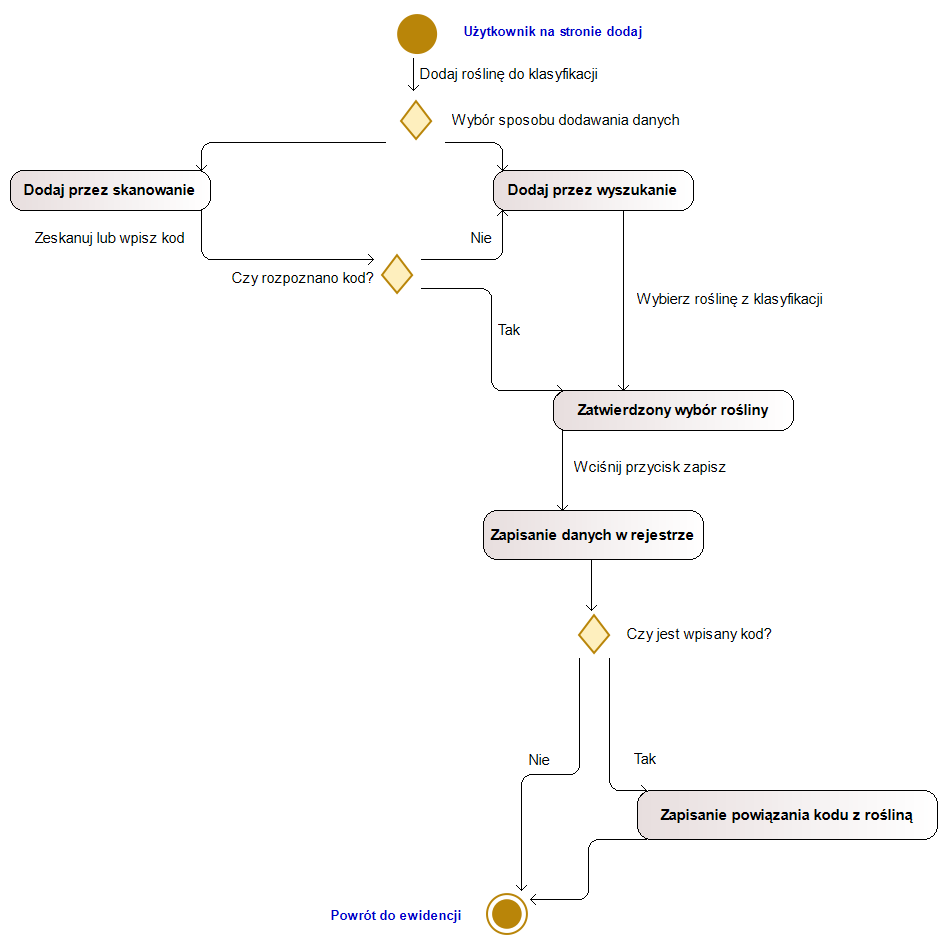 Użytkownik na stronie dodaj
Dodaj roślinę do klasyfikacji
Wybór sposobu dodawania danych
Dodaj przez skanowanie
Dodaj przez wyszukanie
Zeskanuj lub wpisz kod
Nie
Czy rozpoznano kod?
Wybierz roślinę z klasyfikacji
Tak
Zatwierdzony wybór rośliny
Wciśnij przycisk zapisz
Zapisanie danych w rejestrze
Czy jest wpisany kod?
Nie
Tak
Zapisanie powiązania kodu z rośliną
Powrót do ewidencji